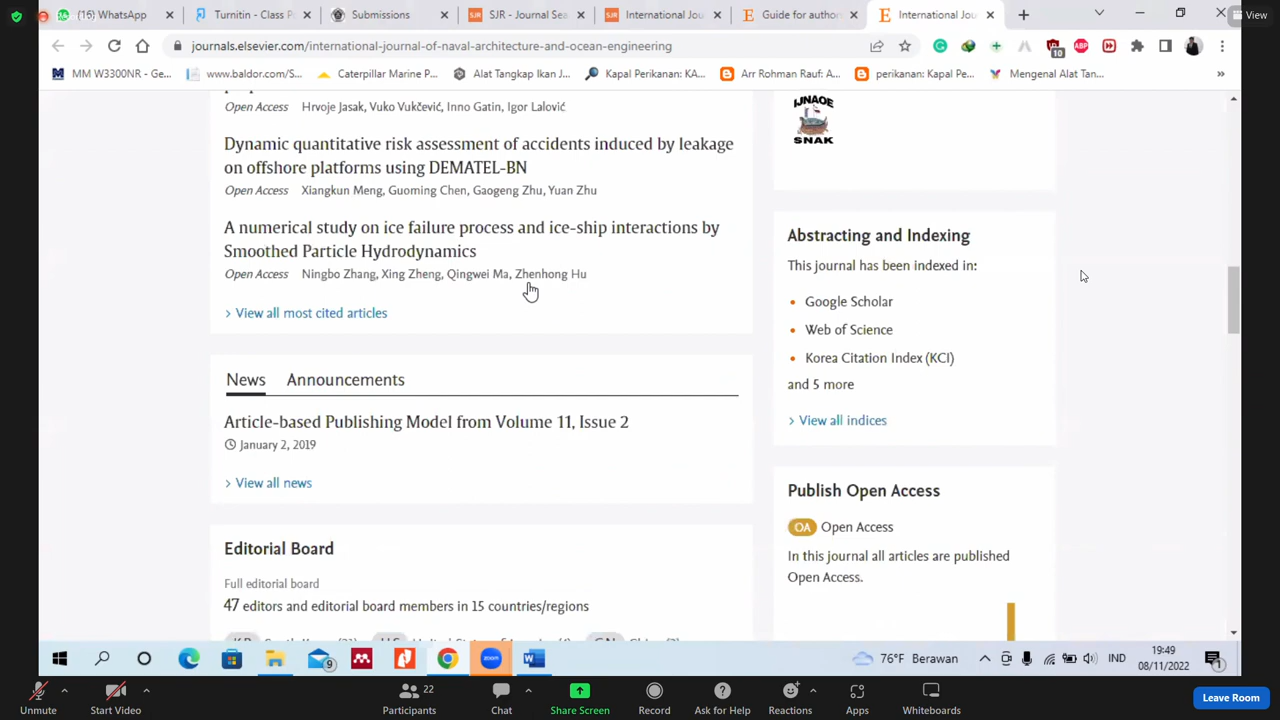 (16) WhatsApp
Turnitin - Class P
Submissions
SJR - Journal Sea
International Jou
Guide for author
International Jou
View
journals.elsevier.com/international-journal-of-naval-architecture-and-ocean-engineering
10
MM W3300NR - Ge...
www.baldor.com/S...
Caterpillar Marine P...
Alat Tangkap Ikan J...
Kapal Perikanan: KA...
Arr Rohman Rauf: A...
perikanan: Kapal Pe...
Mengenal Alat Tan...
»
Open Access Hrvoje Jasak, Vuko Vukčević, Inno Gatin, Igor Lalović
Dynamic quantitative risk assessment of accidents induced by leakage
on offshore platforms using DEMATEL-BN
Open Access Xiangkun Meng, Guoming Chen, Gaogeng Zhu, Yuan Zhu
A numerical study on ice failure process and ice-ship interactions by
Smoothed Particle Hydrodynamics
Open Access Ningbo Zhang, Xing Zheng, Qingwei Ma, Zhenhong Hu
> View all most cited articles
News Announcements
Article-based Publishing Model from Volume 11, Issue 2
January 2, 2019
> View all news
Editorial Board
Full editorial board
47 editors and editorial board members in 15 countries/regions
IJNAOE
SNAK
Abstracting and Indexing
This journal has been indexed in:
• Google Scholar
• Web of Science
• Korea Citation Index (KCI)
and 5 more
> View all indices
Publish Open Access
OA Open Access
In this journal all articles are published
Open Access.
9
76°F Berawan
IND
19:49
08/11/2022
1
Unmute
Start Video
22
Participants
Chat
Share Screen
Record
Ask for Help
Reactions
Apps
Whiteboards
Leave Room